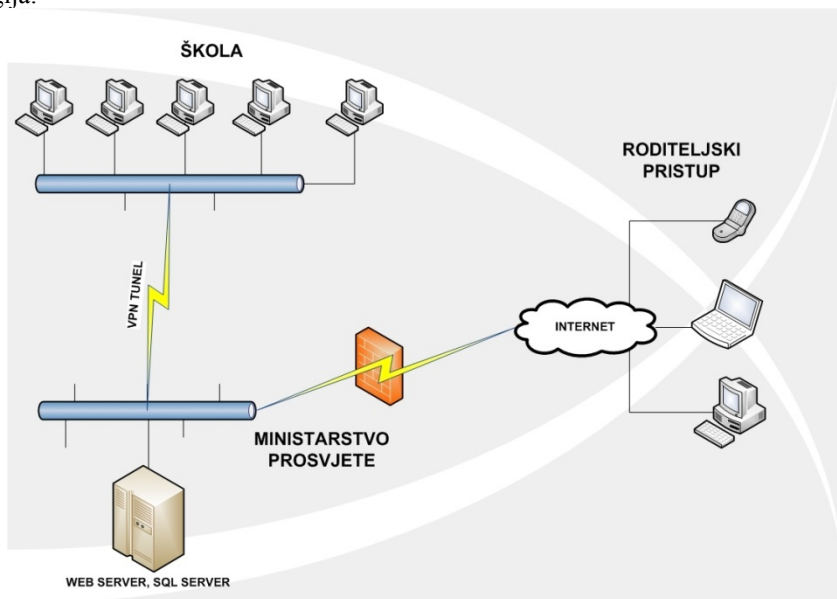 ŠKOLA
RODITELJSKI
PRISTUP
VPN TUNEL
INTERNET
MINISTARSTVO
PROSVJETE
WEB SERVER, SQL SERVER